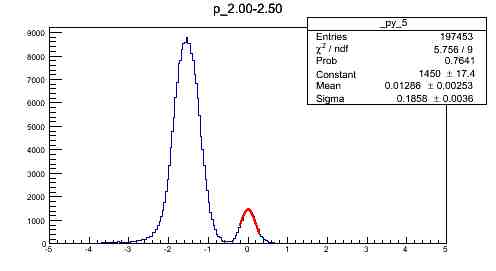 p_2.00-2.50
_py_5
Entries 197453
χ² / ndf 5.756 / 9
Prob 0.7641
Constant 1450 ± 17.4
Mean 0.01286 ± 0.00253
Sigma 0.1858 ± 0.0036
9000
8000
7000
6000
5000
4000
3000
2000
1000
0
-5 -4 -3 -2 -1 0 1 2 3 4 5